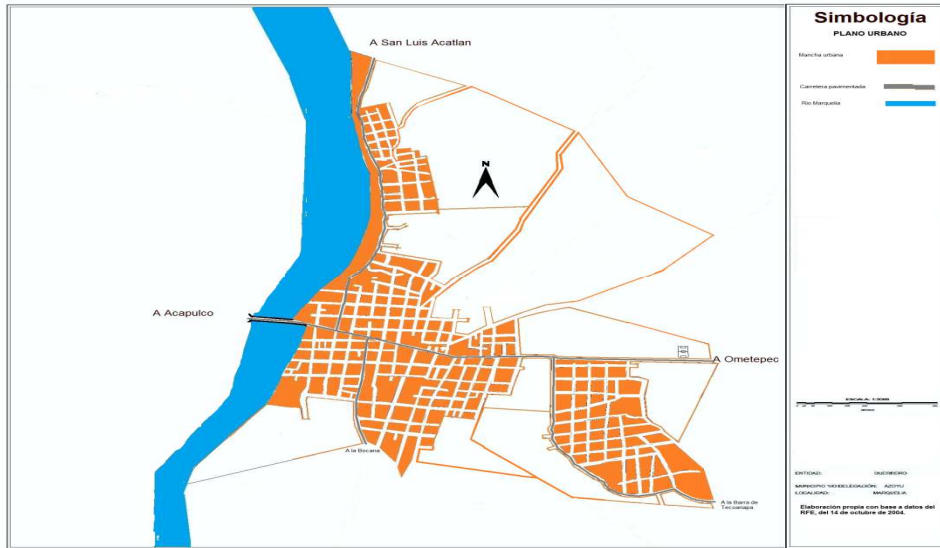 A San Luis Acatlan
N
A Acapulco
A Ometepec
A la Bocana
A la Barra de
Tecoanapa
Simbología
PLANO URBANO
Mancha urbana
Carretera pavimentada
Río Marquelia
ENTIDAD: GUERRERO
AZOYU
LOCALIDAD: MARQUELIA
Elaboración propia con base a datos del
RFE, del 14 de octubre de 2004.